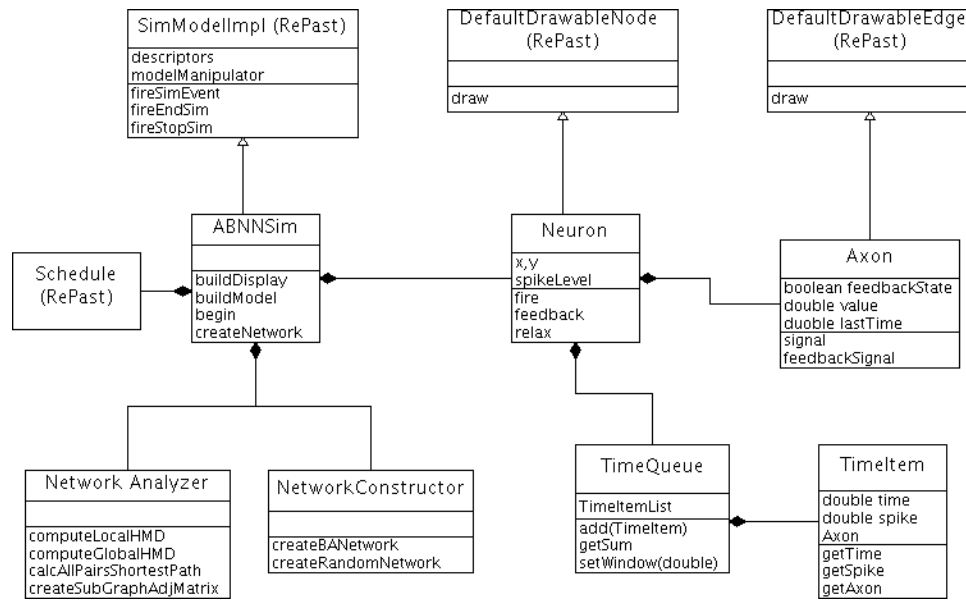 SimModelImpl (RePast)
descriptors
modelManipulator
fireSimEvent
fireEndSim
fireStopSim
DefaultDrawableNode
(RePast)
draw
DefaultDrawableEdge
(RePast)
draw
Schedule
(RePast)
ABNNSim
buildDisplay
buildModel
begin
createNetwork
Neuron
x,y
spikeLevel
fire
feedback
relax
Axon
boolean feedbackState
double value
duoble lastTime
signal
feedbackSignal
Network Analyzer
computeLocalHMD
computeGlobalHMD
calcAllPairsShortestPath
createSubGraphAdjMatrix
NetworkConstructor
createBANetwork
createRandomNetwork
TimeQueue
TimeItemList
add(TimeItem)
getSum
setWindow(double)
TimeItem
double time
double spike
Axon
getTime
getSpike
getAxon